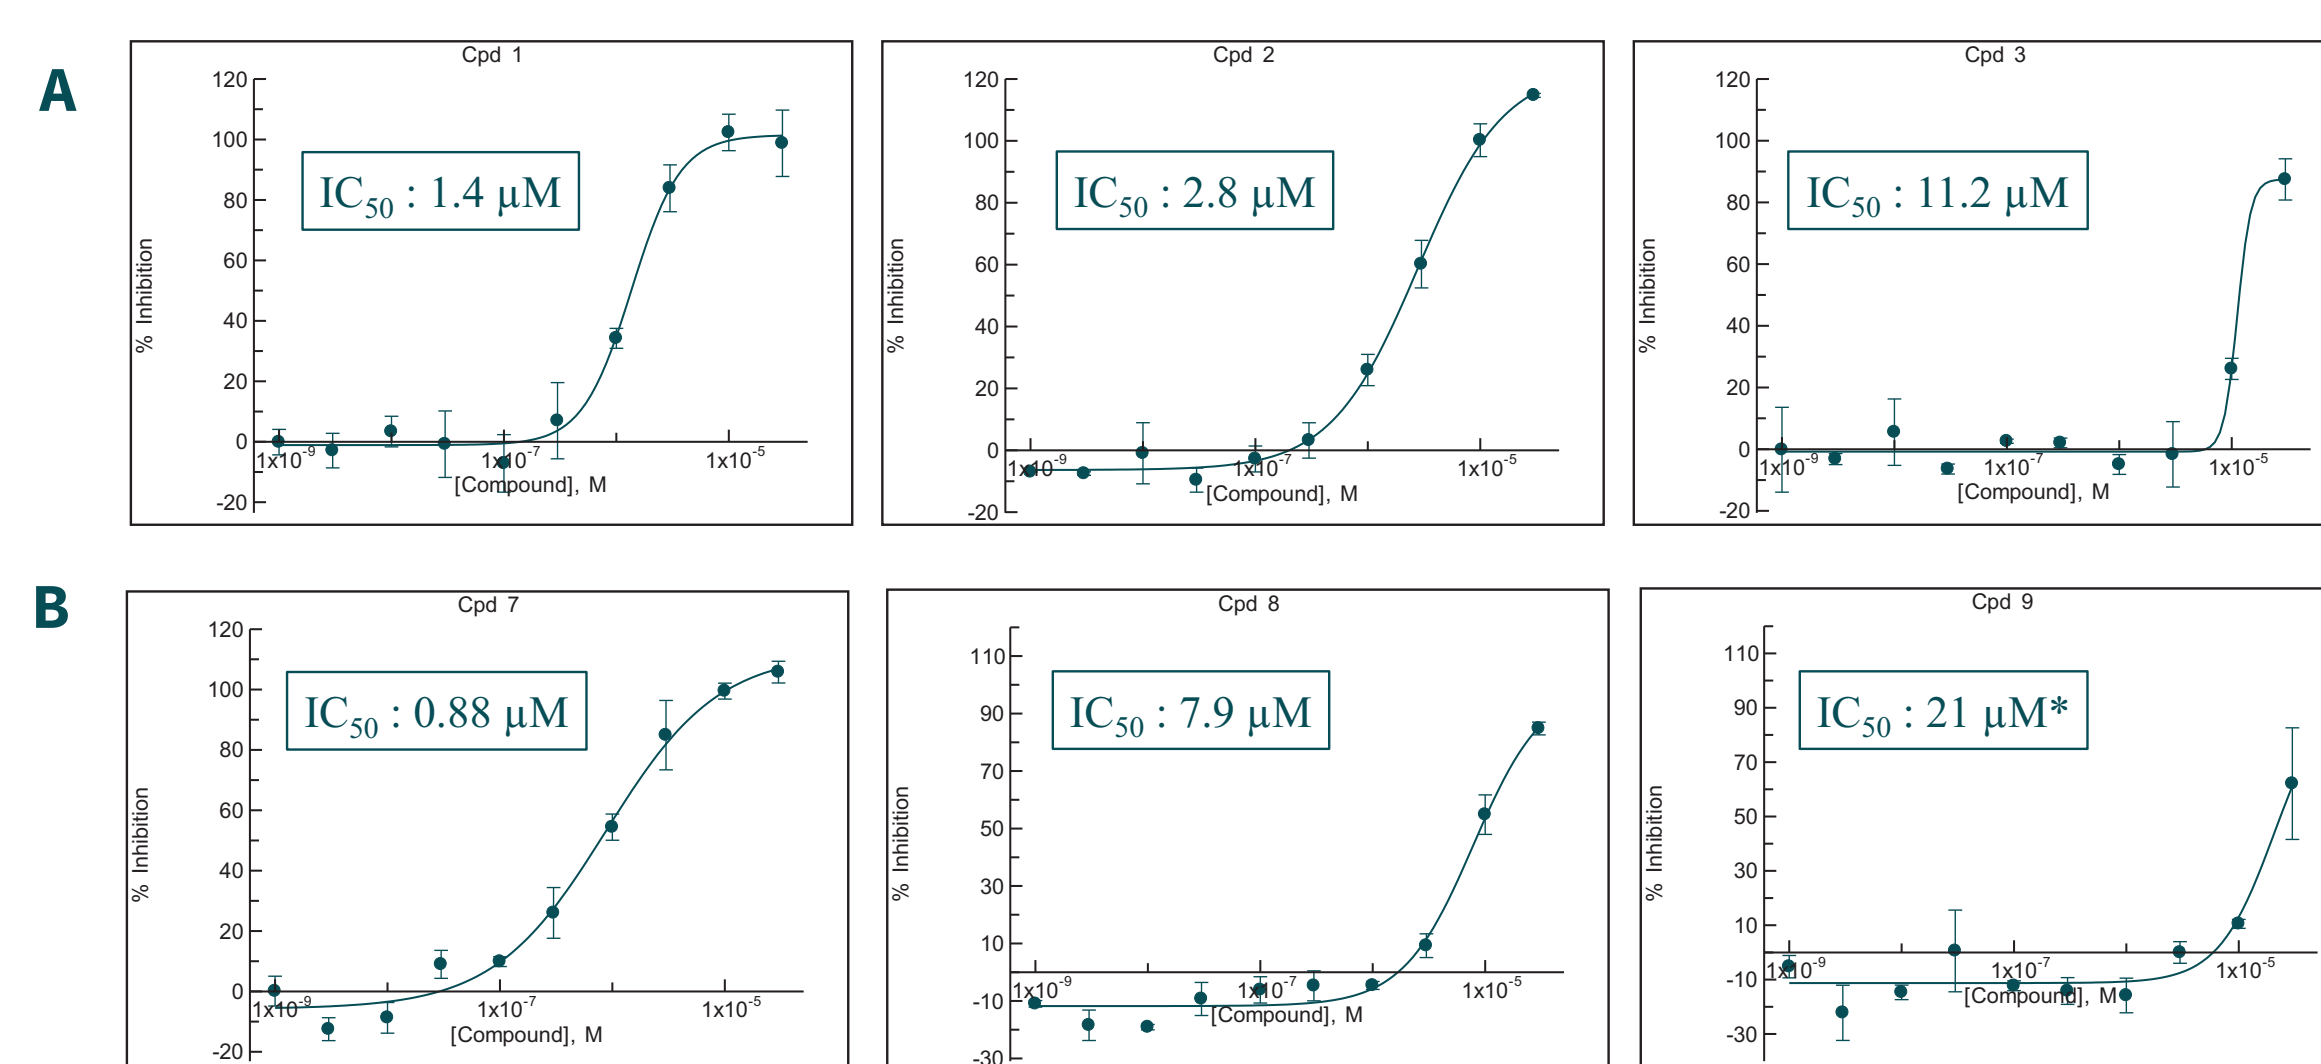 A
Cpd 1
120
100
80
60
40
20
0
-20
% Inhibition
IC50 : 1.4 µM
1x10-9
1x10-7
1x10-5
[Compound], M
Cpd 2
120
100
80
60
40
20
0
-20
% Inhibition
IC50 : 2.8 µM
1x10-9
1x10-7
1x10-5
[Compound], M
Cpd 3
120
100
80
60
40
20
0
-20
% Inhibition
IC50 : 11.2 µM
1x10-9
1x10-7
1x10-5
[Compound], M
B
Cpd 7
120
100
80
60
40
20
0
-20
% Inhibition
IC50 : 0.88 µM
1x10-9
1x10-7
1x10-5
[Compound], M
Cpd 8
110
90
70
50
30
10
-10
-30
% Inhibition
IC50 : 7.9 µM
1x10-9
1x10-7
1x10-5
[Compound], M
Cpd 9
110
90
70
50
30
10
-10
-30
% Inhibition
IC50 : 21 µM*
1x10-9
1x10-7
1x10-5
[Compound], M